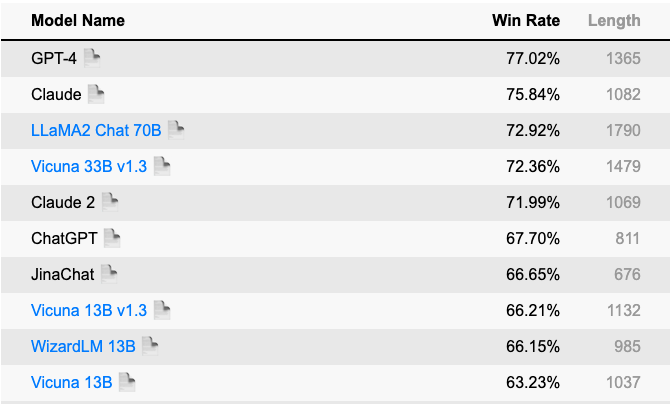 Model Name Win Rate Length
GPT-4 77.02% 1365
Claude 75.84% 1082
LLaMA2 Chat 70B 72.92% 1790
Vicuna 33B v1.3 72.36% 1479
Claude 2 71.99% 1069
ChatGPT 67.70% 811
JinaChat 66.65% 676
Vicuna 13B v1.3 66.21% 1132
WizardLM 13B 66.15% 985
Vicuna 13B 63.23% 1037